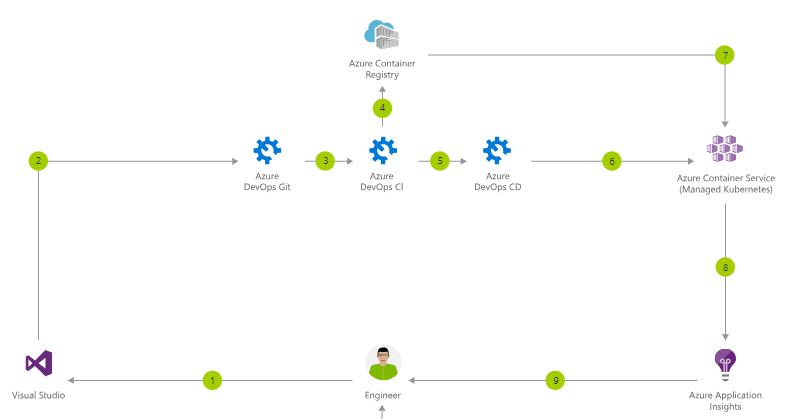 7
Azure Container
Registry
4
2
3
5
6
Azure
DevOps Git
Azure
DevOps CI
Azure
DevOps CD
Azure Container Service
(Managed Kubernetes)
8
1
9
Visual Studio
Engineer
Azure Application
Insights